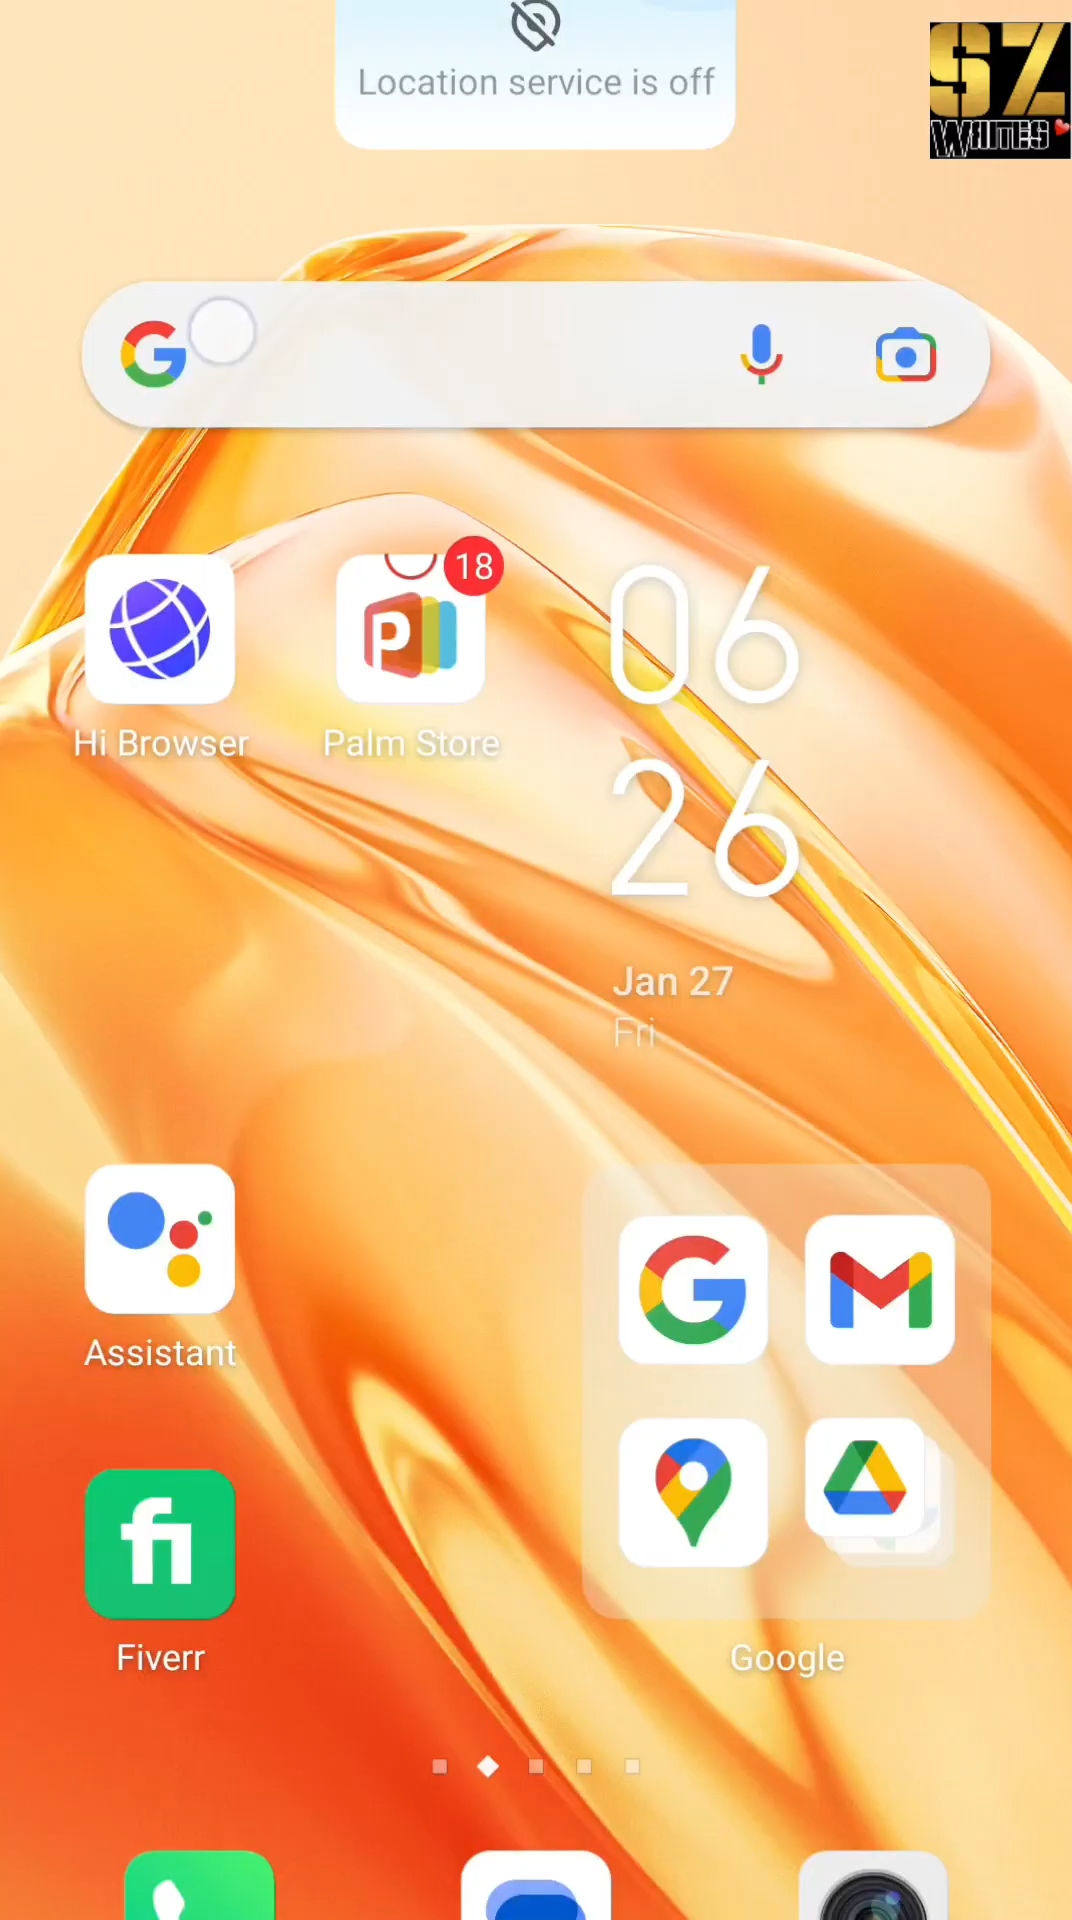 Location service is off
SZ
WRITES
18
P
Hi Browser
Palm Store
06
26
Jan 27
Fri
Assistant
fi
Fiverr
Google